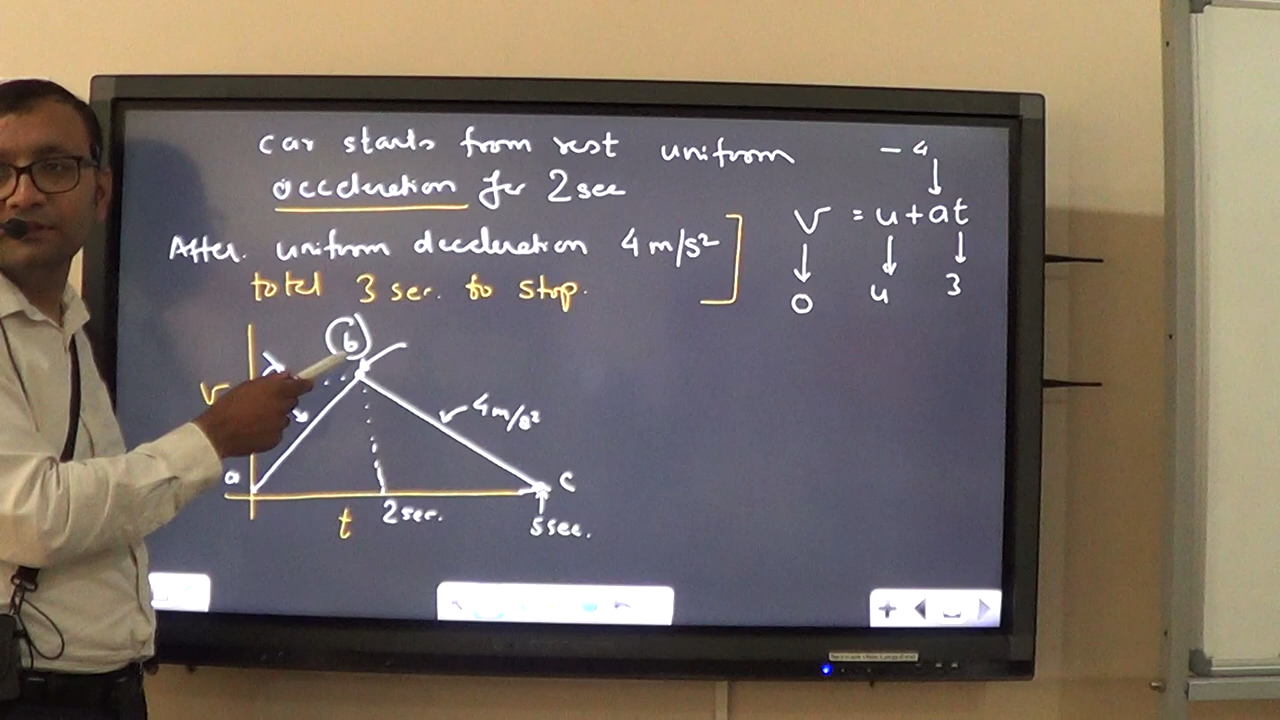 car starts from rest uniform
acceleration for 2 sec
After. uniform deceleration 4 m/s²
total 3 sec. to stop.
- 4
v = u + at
0 u 3
b
v
4 m/s²
a
c
t
2 sec.
5 sec.